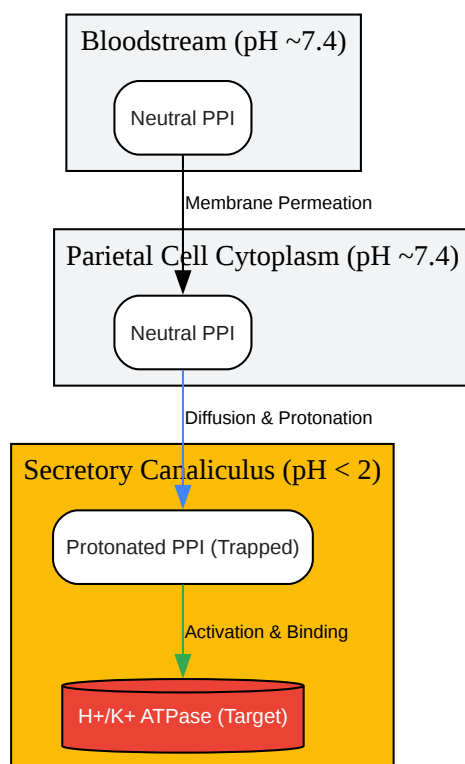 Bloodstream (pH ~7.4)
Neutral PPI
Membrane Permeation
Parietal Cell Cytoplasm (pH ~7.4)
Neutral PPI
Diffusion & Protonation
Secretory Canaliculus (pH < 2)
Protonated PPI (Trapped)
Activation & Binding
H+/K+ ATPase (Target)